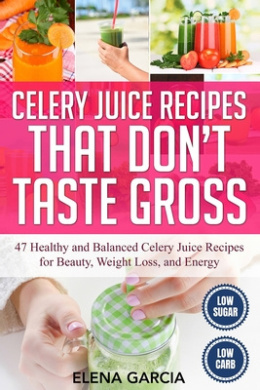 CELERY JUICE RECIPES
THAT DON'T
TASTE GROSS
47 Healthy and Balanced Celery Juice Recipes
for Beauty, Weight Loss, and Energy
LOW
SUGAR
LOW
CARB
ELENA GARCIA